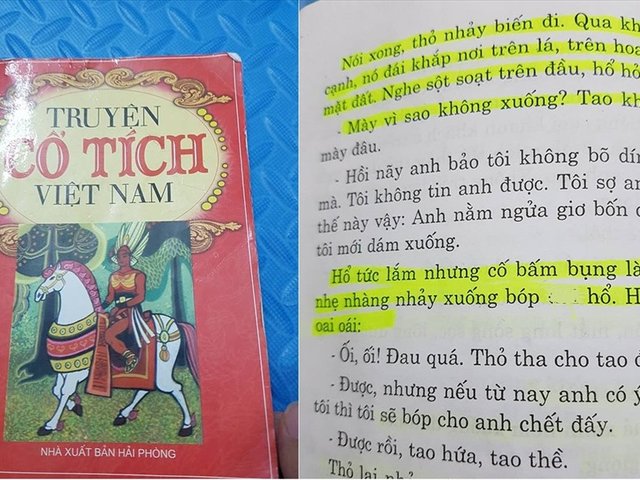 TRUYỆN
CỔ TÍCH
VIỆT NAM
NHÀ XUẤT BẢN HẢI PHÒNG
Nói xong, thỏ nhảy biến đi. Qua
cạnh, nó đái khắp nơi trên lá, trên
mặt đất. Nghe sột soạt trên đầu, hổ
- Mày vì sao không xuống? Tao
mày đâu.
- Hồi nãy anh bảo tôi không bõ
mà. Tôi không tin anh được. Tôi sợ
thế này vậy: Anh nằm ngửa giơ bốn
tôi mới dám xuống.
Hổ tức lắm nhưng cố bấm bụng
nhẹ nhàng nhảy xuống bóp hổ.
oai oái:
- Ối, ối! Đau quá. Thỏ tha cho tao
- Được, nhưng nếu từ nay anh có
tôi thì tôi sẽ bóp cho anh chết đấy.
- Được rồi, tao hứa, tao thề.
Thỏ lại